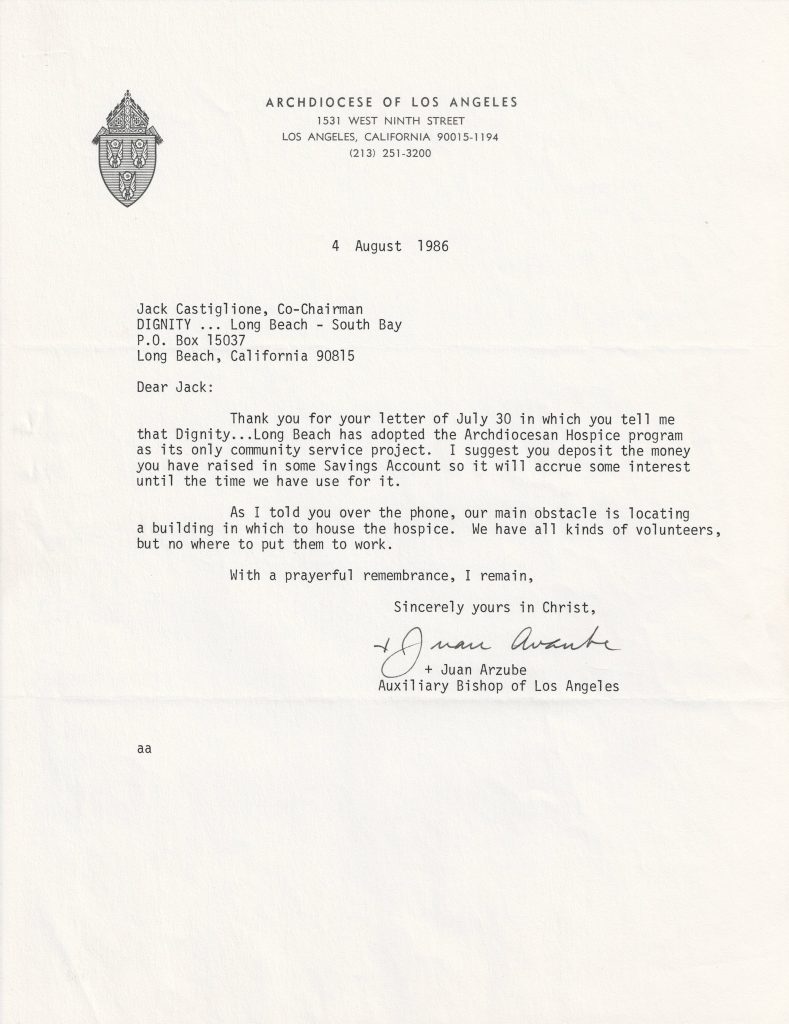 ARCHDIOCESE OF LOS ANGELES
1531 WEST NINTH STREET
LOS ANGELES, CALIFORNIA 90015-1194
(213) 251-3200
4 August 1986
Jack Castiglione, Co-Chairman
DIGNITY ... Long Beach - South Bay
P.O. Box 15037
Long Beach, California 90815
Dear Jack:
Thank you for your letter of July 30 in which you tell me
that Dignity...Long Beach has adopted the Archdiocesan Hospice program
as its only community service project. I suggest you deposit the money
you have raised in some Savings Account so it will accrue some interest
until the time we have use for it.
As I told you over the phone, our main obstacle is locating
a building in which to house the hospice. We have all kinds of volunteers,
but no where to put them to work.
With a prayerful remembrance, I remain,
Sincerely yours in Christ,
+ Juan Arzube
+ Juan Arzube
Auxiliary Bishop of Los Angeles
aa